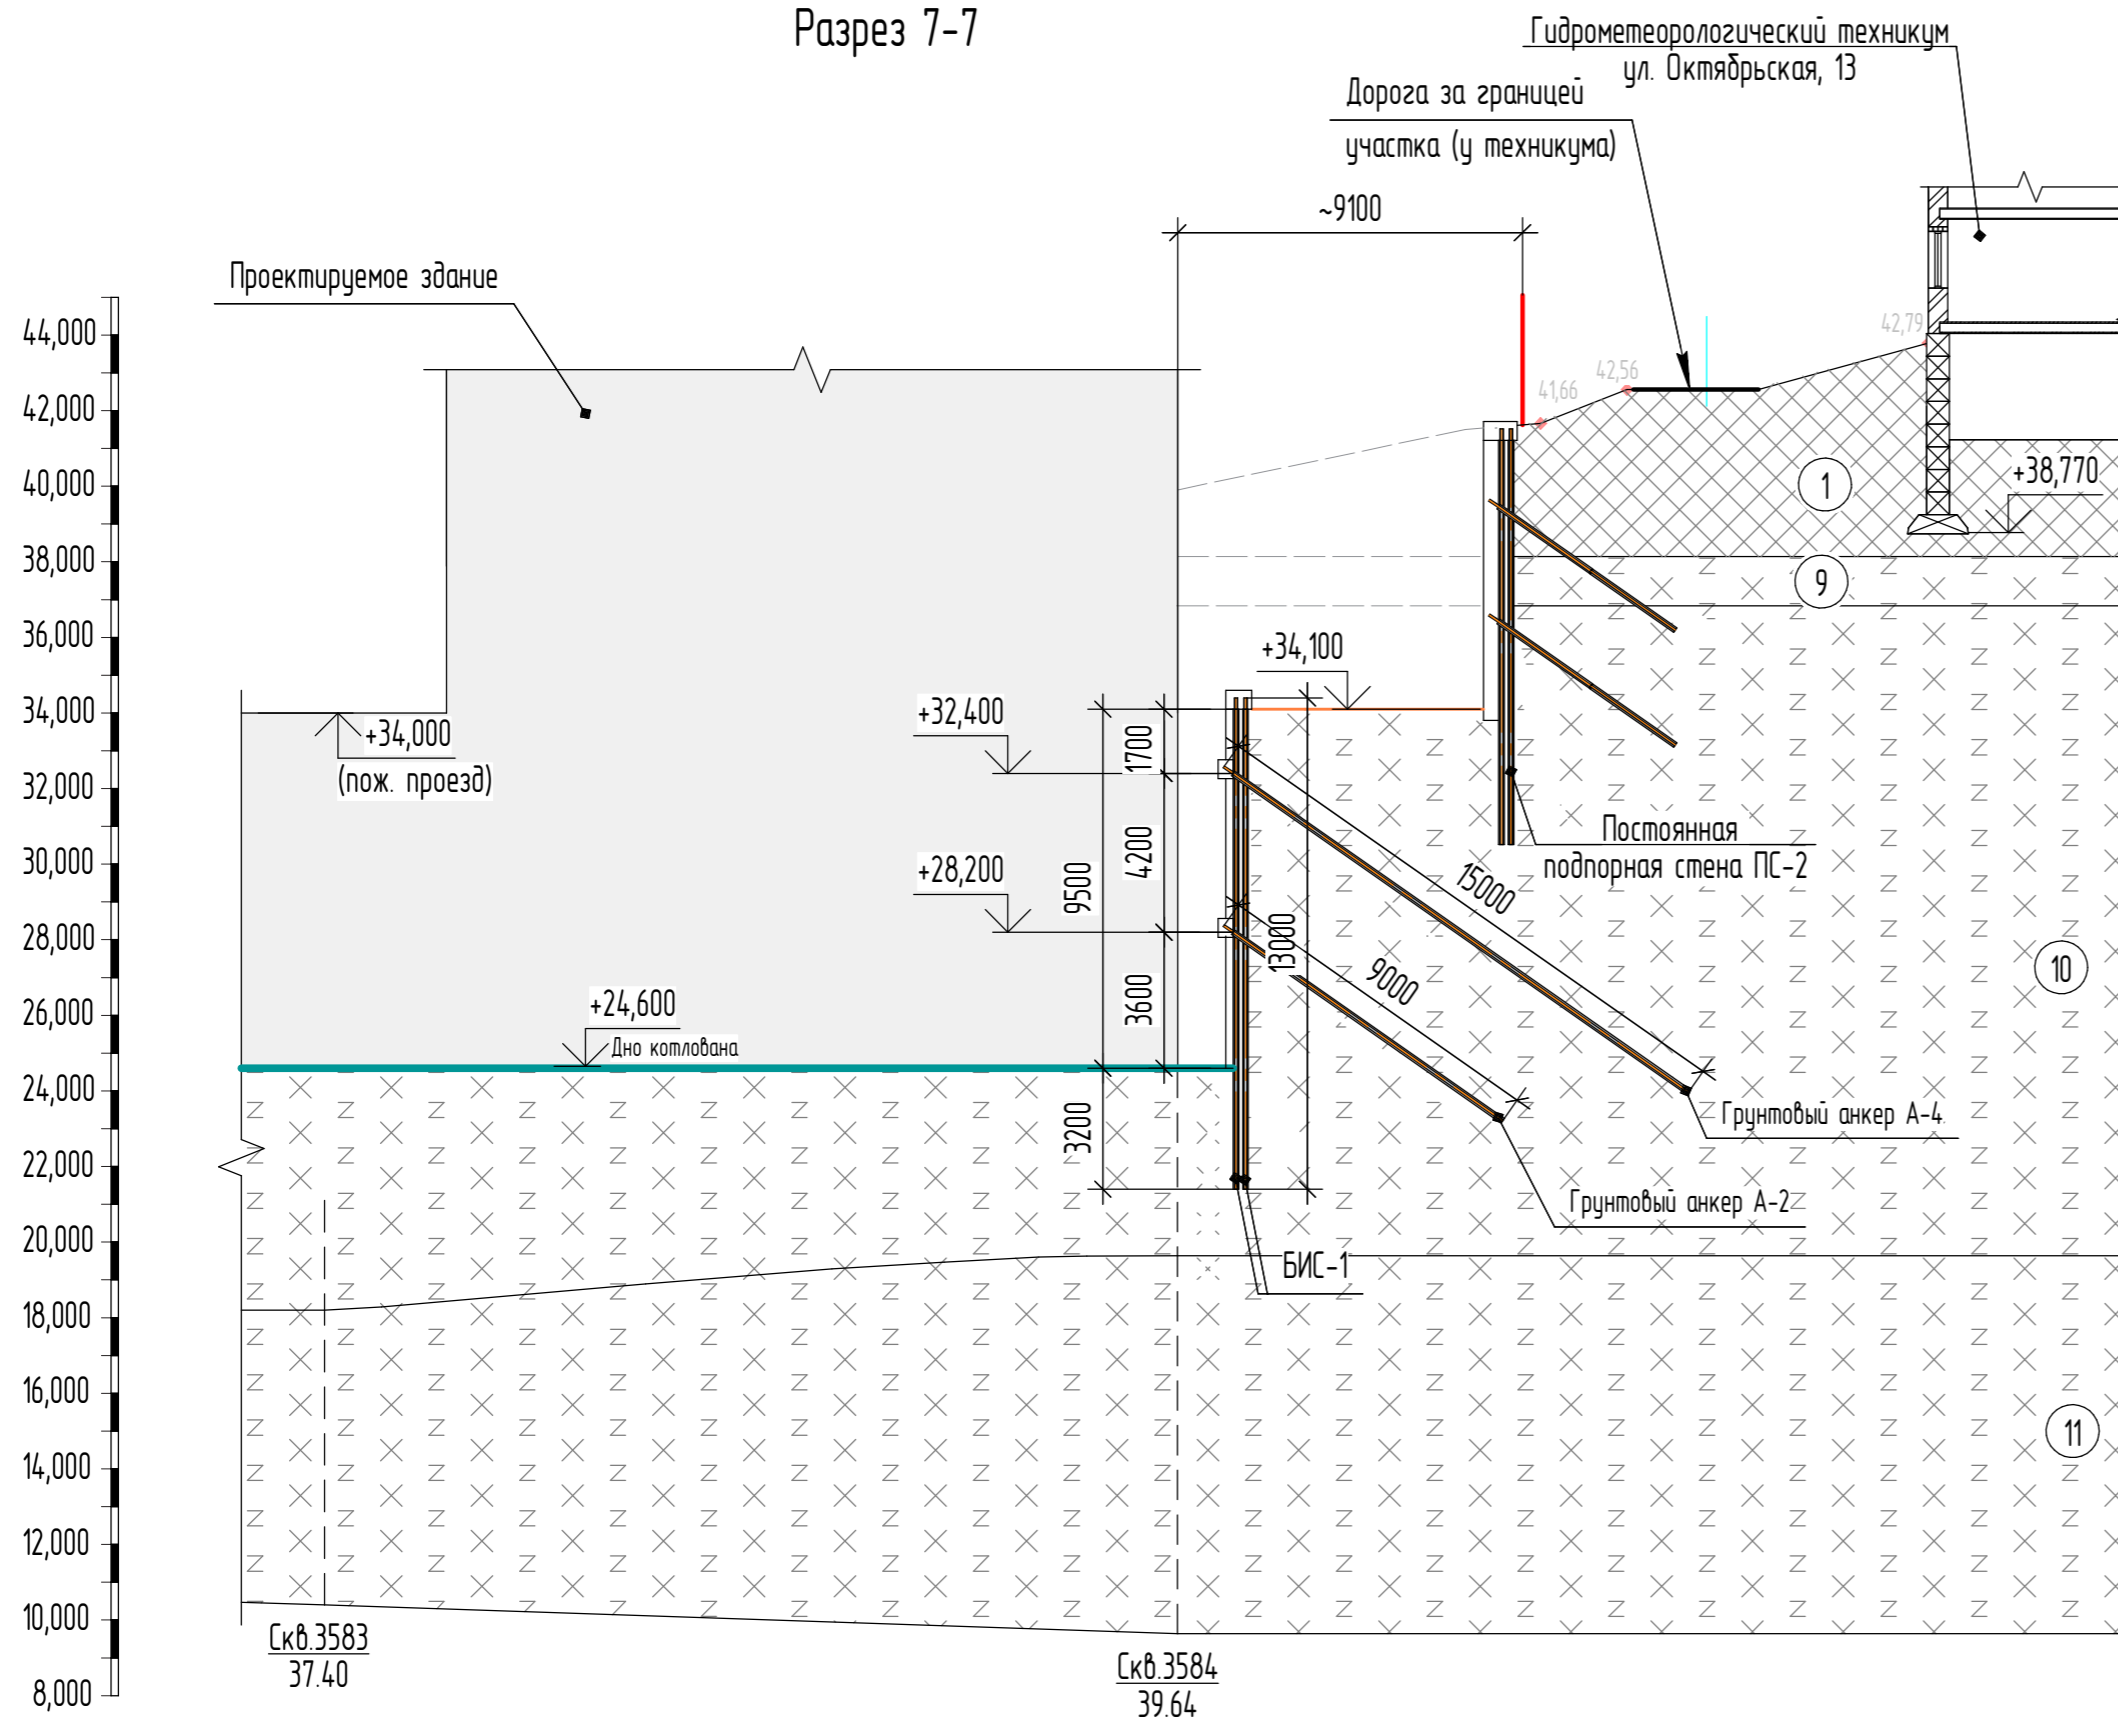 Разрез 7-7
Гидрометеорологический техникум
ул. Октябрьская, 13
Дорога за границей
участка (у техникума)
~9100
Проектируемое здание
44,000
42,000
40,000
38,000
36,000
34,000
32,000
30,000
28,000
26,000
24,000
22,000
20,000
18,000
16,000
14,000
12,000
10,000
8,000
42,79
42,56
41,66
1
+38,770
9
+34,100
+34,000
(пож. проезд)
+32,400
1700
4200
9500
+28,200
3600
13000
15000
9000
Постоянная
подпорная стена ПС-2
10
+24,600
Дно котлована
3200
Грунтовый анкер А-4
Грунтовый анкер А-2
БИС-1
11
Скв.3583
37.40
Скв.3584
39.64